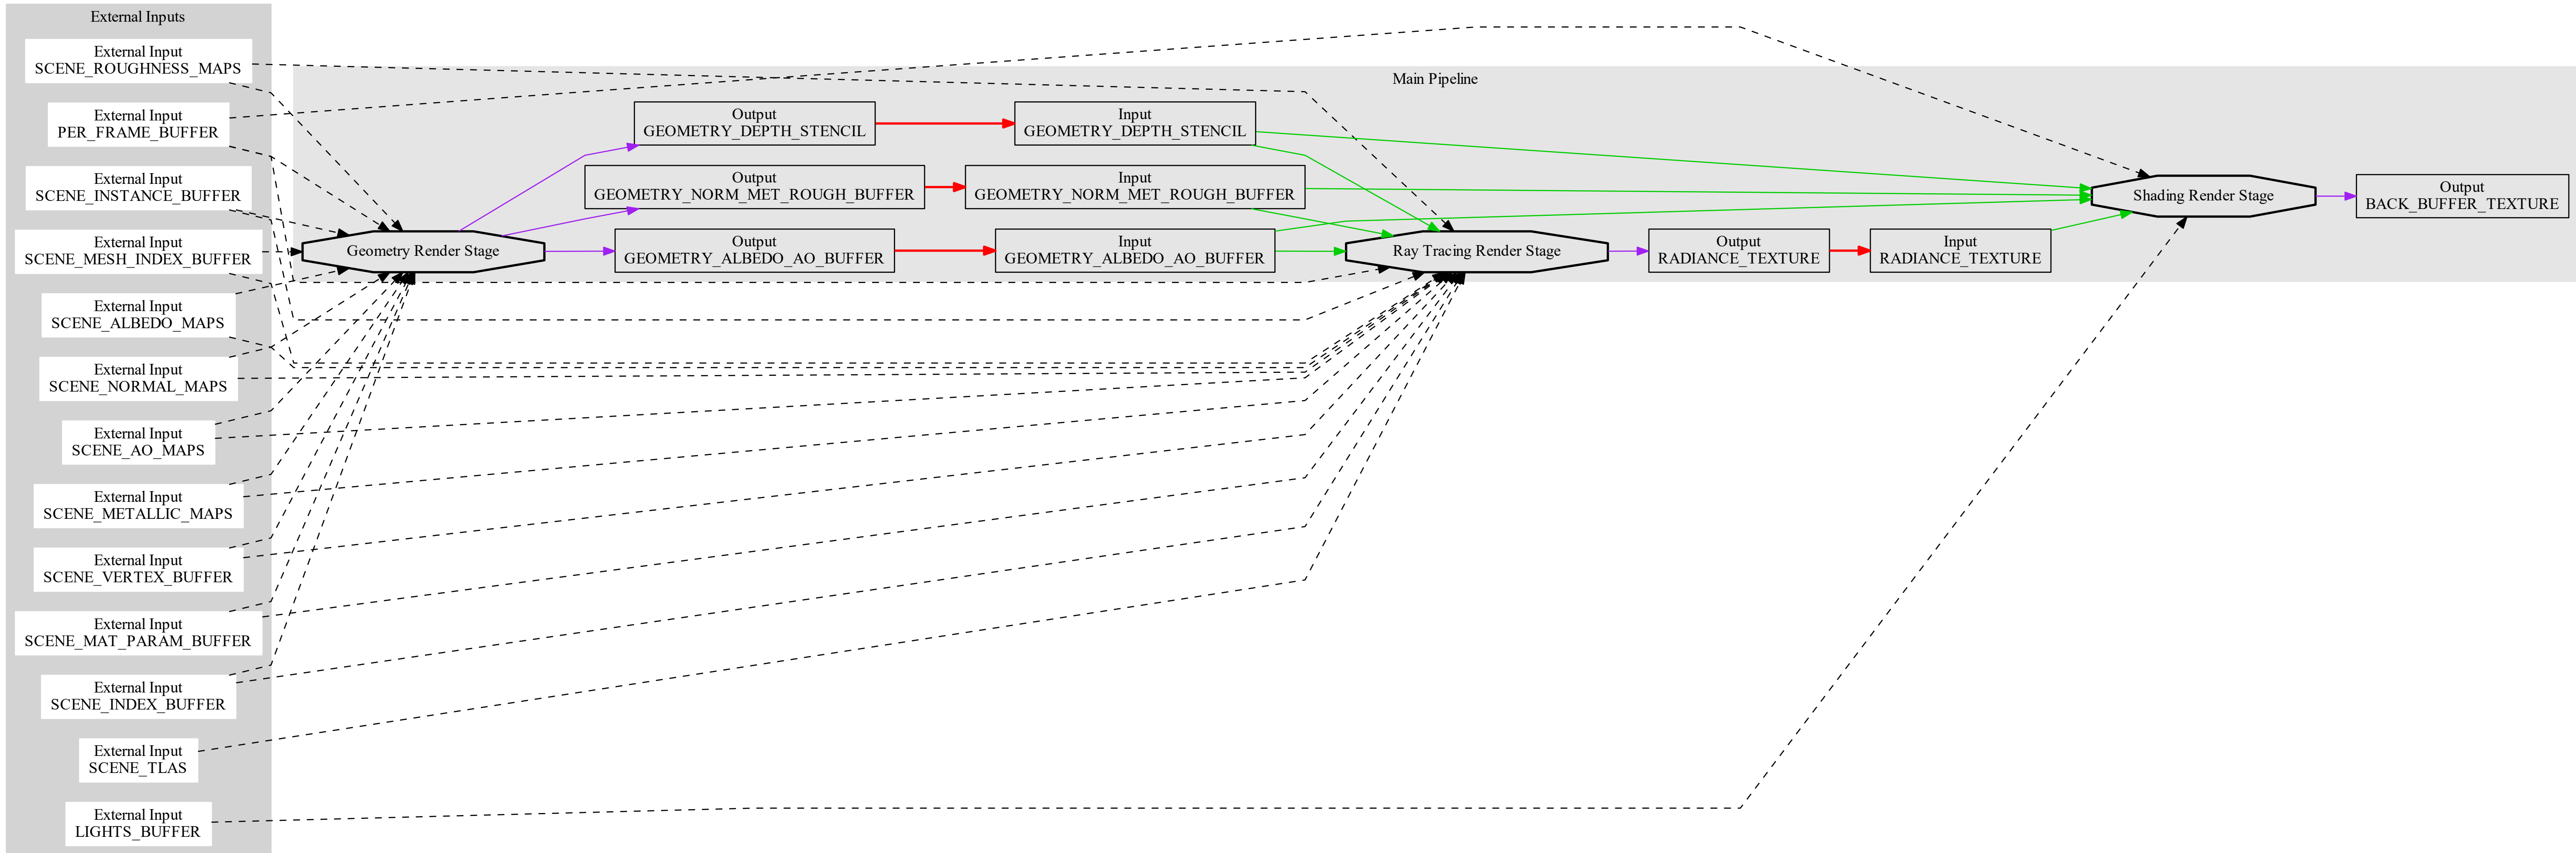 External Inputs
External Input
SCENE_ROUGHNESS_MAPS
External Input
PER_FRAME_BUFFER
External Input
SCENE_INSTANCE_BUFFER
External Input
SCENE_MESH_INDEX_BUFFER
External Input
SCENE_ALBEDO_MAPS
External Input
SCENE_NORMAL_MAPS
External Input
SCENE_AO_MAPS
External Input
SCENE_METALLIC_MAPS
External Input
SCENE_VERTEX_BUFFER
External Input
SCENE_MAT_PARAM_BUFFER
External Input
SCENE_INDEX_BUFFER
External Input
SCENE_TLAS
External Input
LIGHTS_BUFFER
Main Pipeline
Geometry Render Stage
Output
GEOMETRY_DEPTH_STENCIL
Output
GEOMETRY_NORM_MET_ROUGH_BUFFER
Output
GEOMETRY_ALBEDO_AO_BUFFER
Input
GEOMETRY_DEPTH_STENCIL
Input
GEOMETRY_NORM_MET_ROUGH_BUFFER
Input
GEOMETRY_ALBEDO_AO_BUFFER
Ray Tracing Render Stage
Output
RADIANCE_TEXTURE
Input
RADIANCE_TEXTURE
Shading Render Stage
Output
BACK_BUFFER_TEXTURE